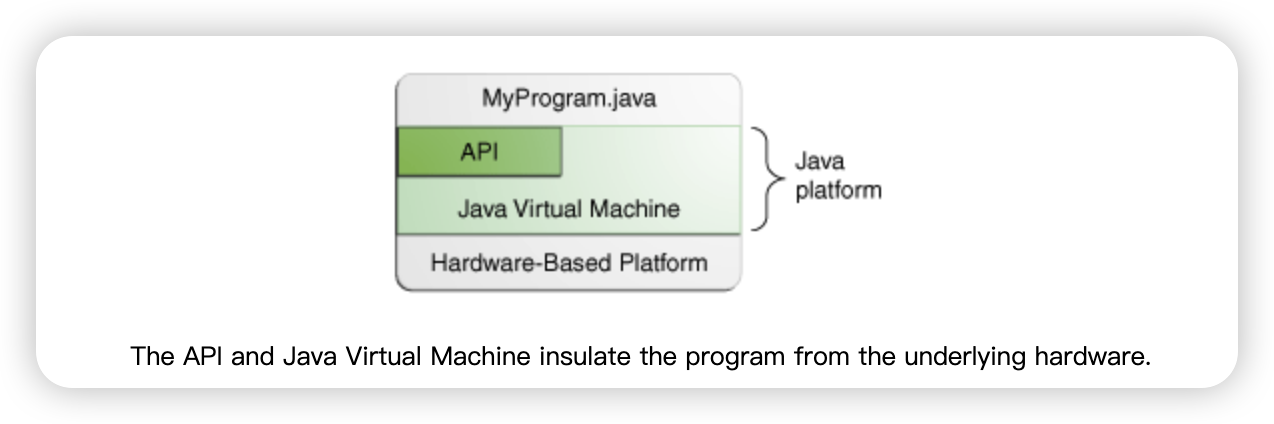 MyProgram.java
API
Java
platform
Java Virtual Machine
Hardware-Based Platform
The API and Java Virtual Machine insulate the program from the underlying hardware.